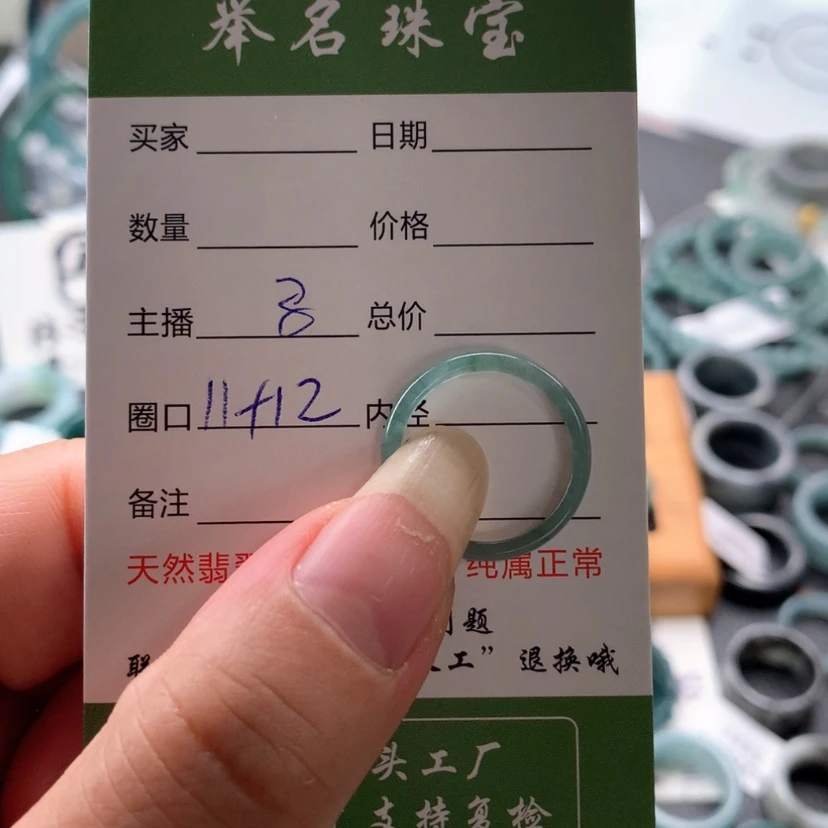 举名珠宝
买家 日期
数量 价格
主播 总价
圈口 11+12 内径
备注
天然翡 纯属正常
问题
联 工” 退换哦
头工厂
支持复检